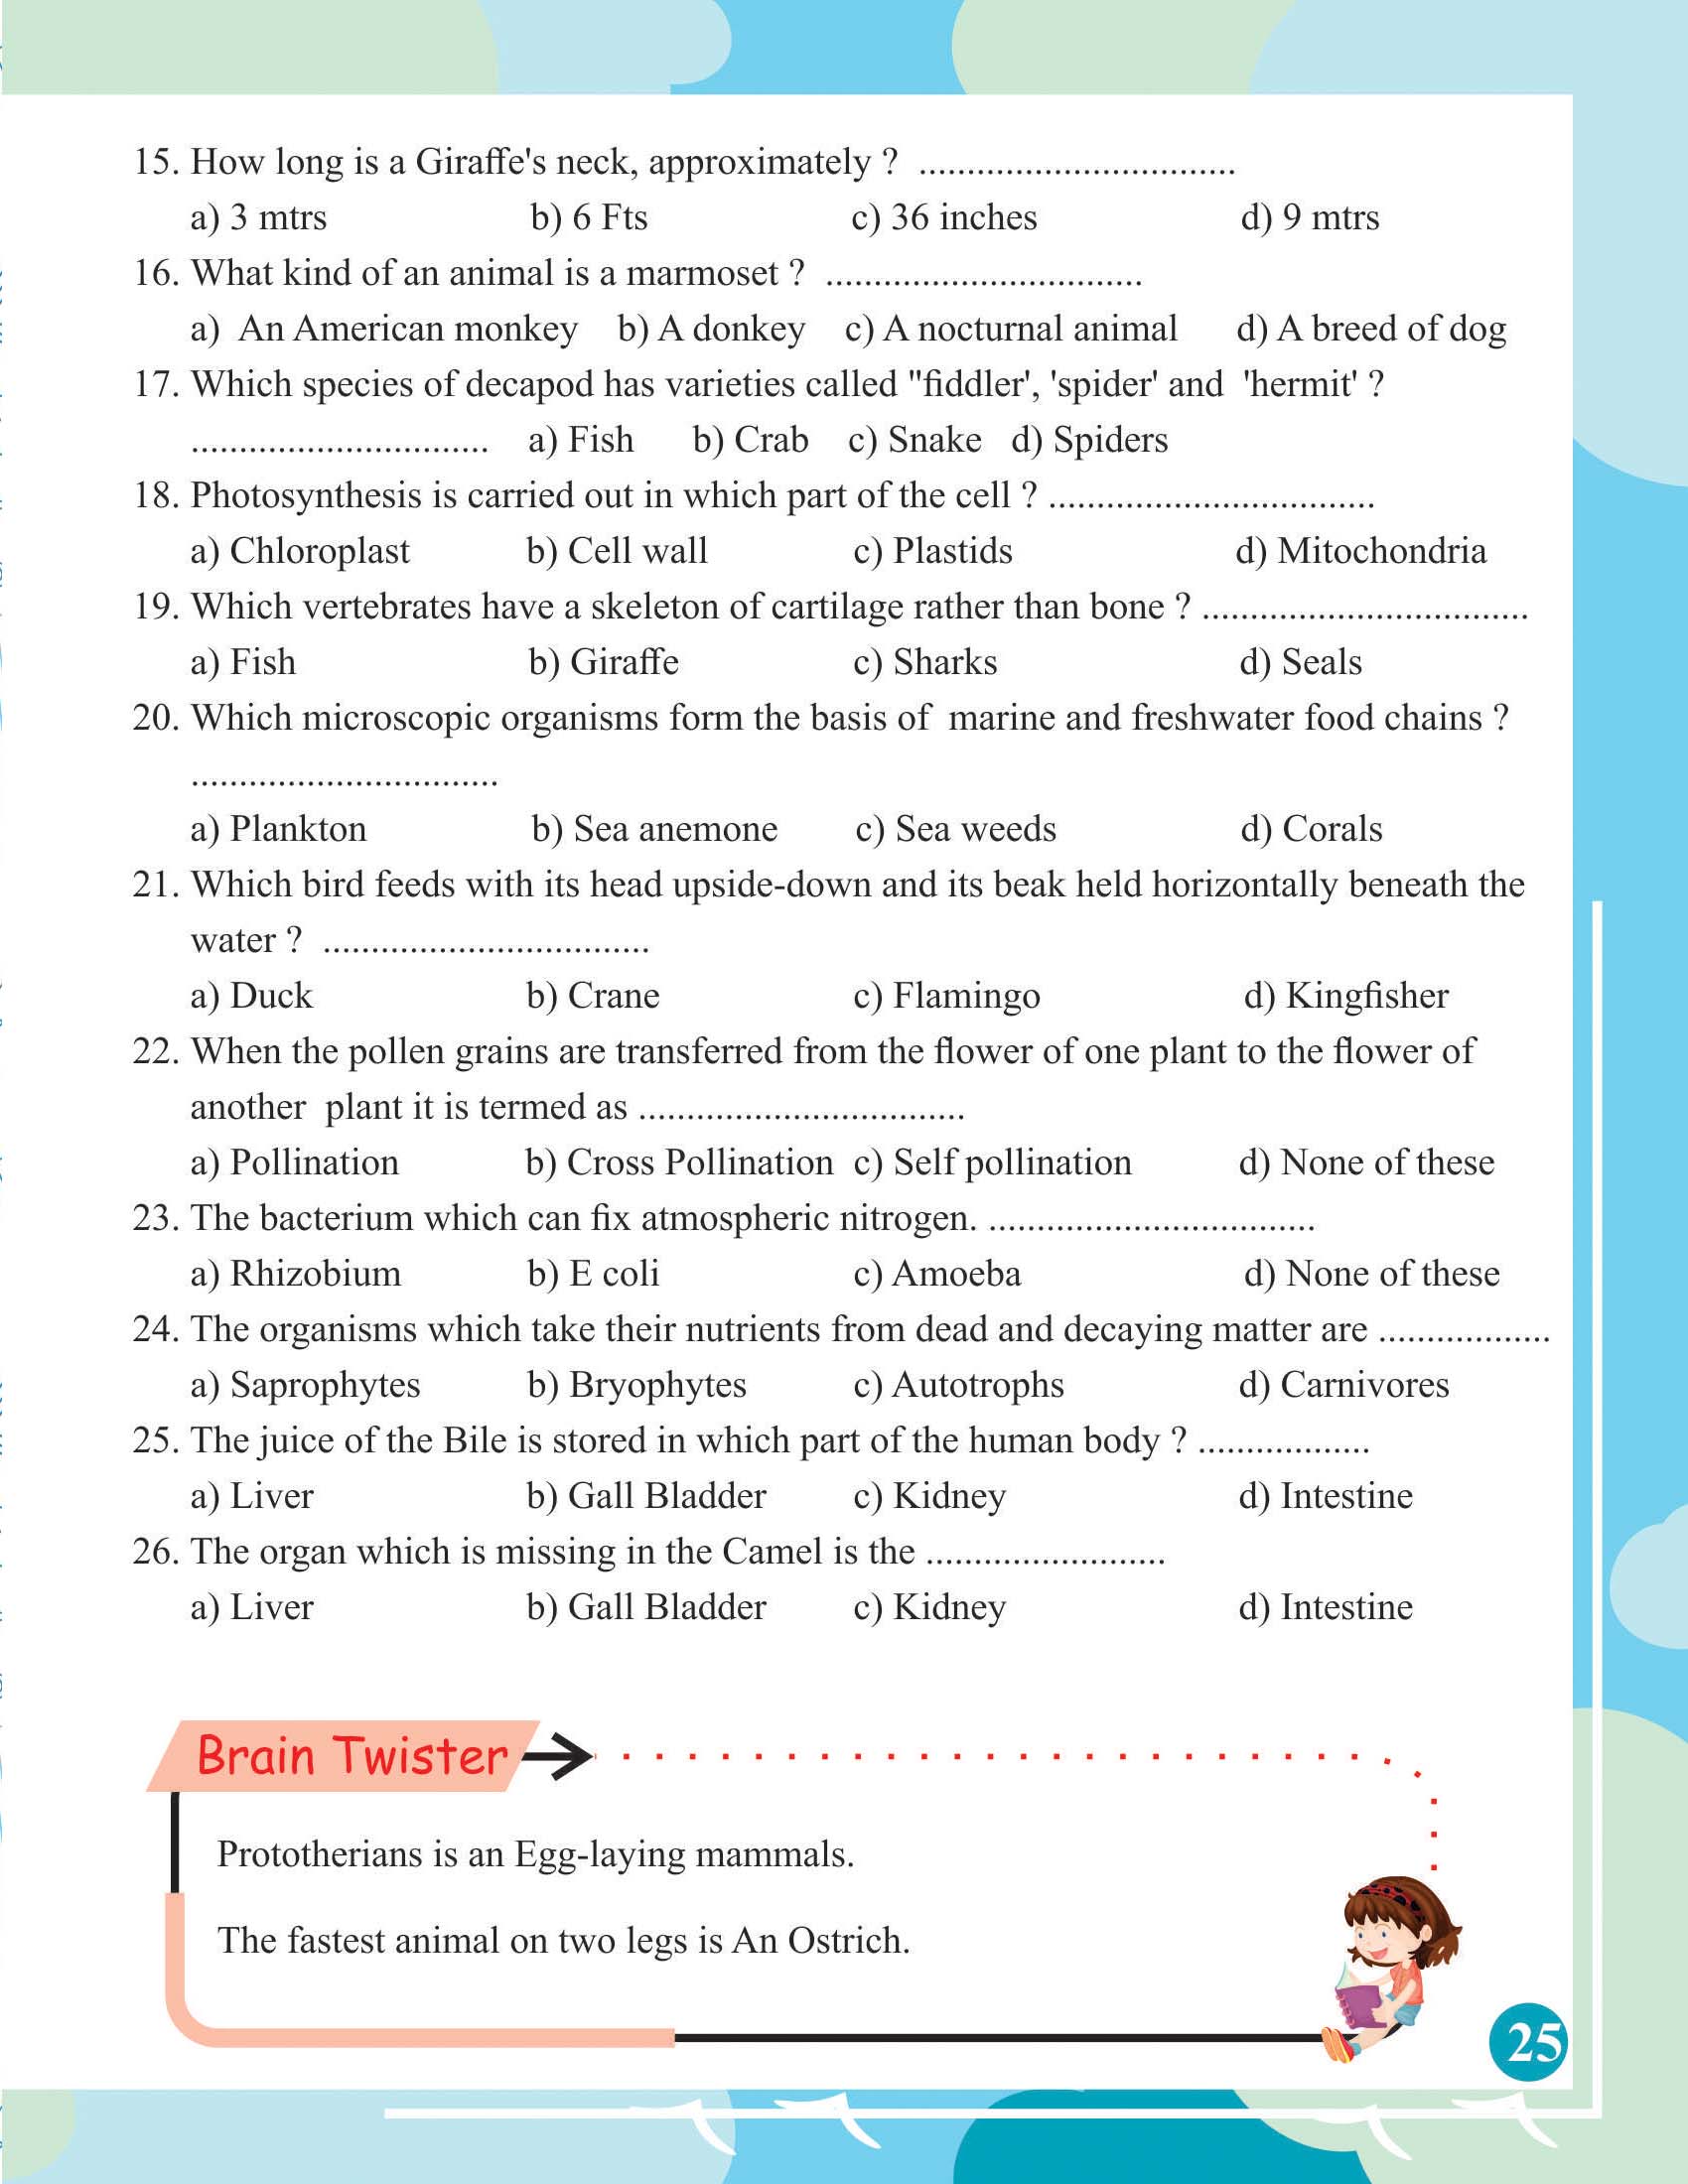 15. How long is a Giraffe's neck, approximately ? .................................
a) 3 mtrs b) 6 Fts c) 36 inches d) 9 mtrs
16. What kind of an animal is a marmoset ? .................................
a) An American monkey b) A donkey c) A nocturnal animal d) A breed of dog
17. Which species of decapod has varieties called "fiddler', 'spider' and 'hermit' ?
............................... a) Fish b) Crab c) Snake d) Spiders
18. Photosynthesis is carried out in which part of the cell ? ..................................
a) Chloroplast b) Cell wall c) Plastids d) Mitochondria
19. Which vertebrates have a skeleton of cartilage rather than bone ? ..................................
a) Fish b) Giraffe c) Sharks d) Seals
20. Which microscopic organisms form the basis of marine and freshwater food chains ?
................................
a) Plankton b) Sea anemone c) Sea weeds d) Corals
21. Which bird feeds with its head upside-down and its beak held horizontally beneath the
water ? ..................................
a) Duck b) Crane c) Flamingo d) Kingfisher
22. When the pollen grains are transferred from the flower of one plant to the flower of
another plant it is termed as ..................................
a) Pollination b) Cross Pollination c) Self pollination d) None of these
23. The bacterium which can fix atmospheric nitrogen. ..................................
a) Rhizobium b) E coli c) Amoeba d) None of these
24. The organisms which take their nutrients from dead and decaying matter are ..................
a) Saprophytes b) Bryophytes c) Autotrophs d) Carnivores
25. The juice of the Bile is stored in which part of the human body ? ..................
a) Liver b) Gall Bladder c) Kidney d) Intestine
26. The organ which is missing in the Camel is the .........................
a) Liver b) Gall Bladder c) Kidney d) Intestine
Brain Twister
Prototherians is an Egg-laying mammals.
The fastest animal on two legs is An Ostrich.
25